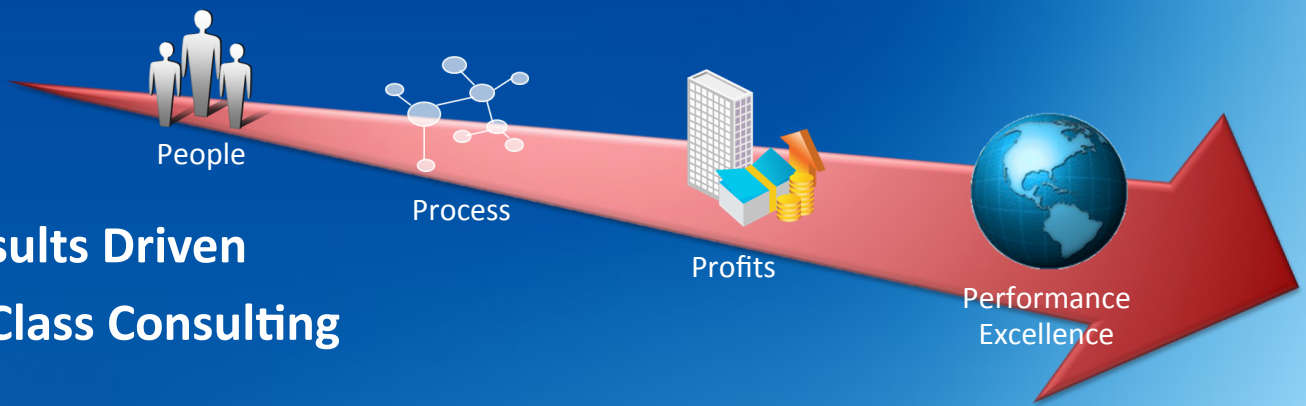 People
Process
Profits
Performance
Excellence
sults Driven
Class Consulting